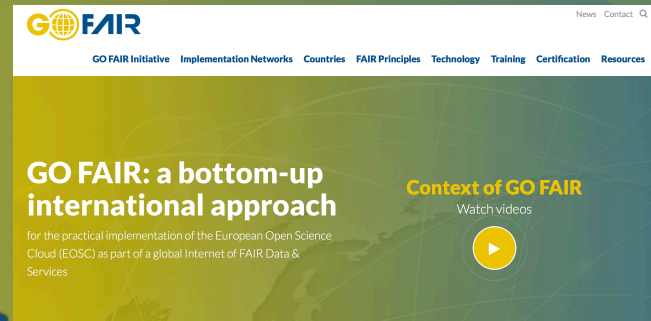 News Contact
GO FAIR
GO FAIR Initiative Implementation Networks Countries FAIR Principles Technology Training Certification Resources
GO FAIR: a bottom-up
international approach
for the practical implementation of the European Open Science
Cloud (EOSC) as part of a global Internet of FAIR Data &
Services
Context of GO FAIR
Watch videos